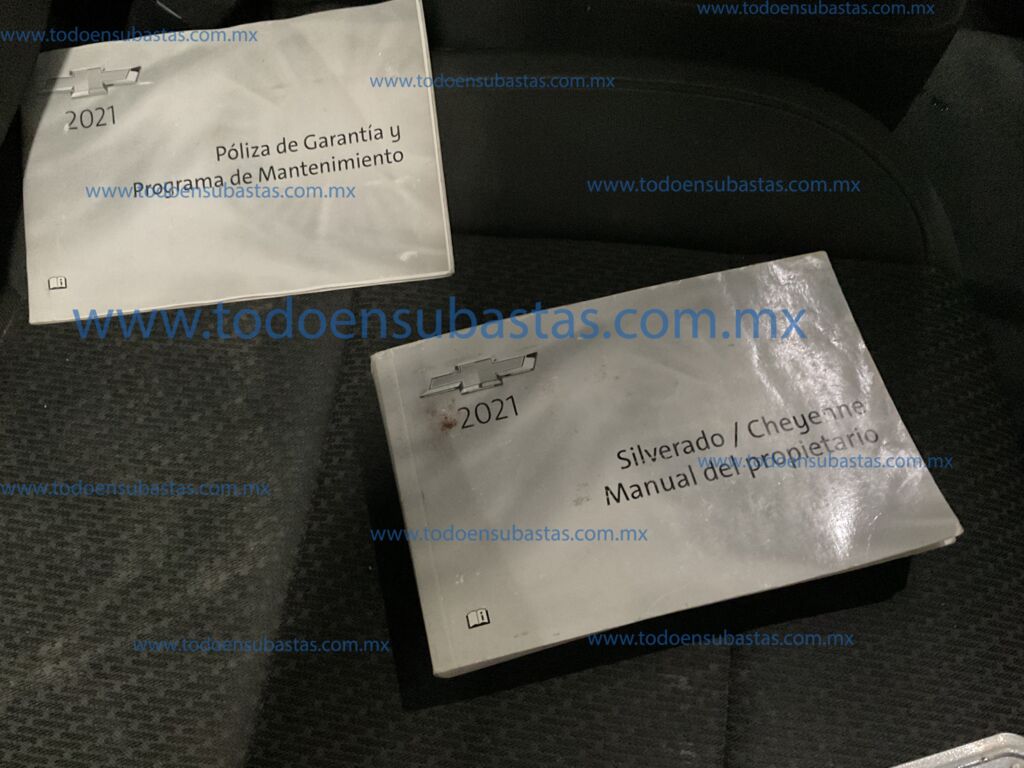 www.todoensubastas.com.mx
www.todoensubastas.com.mx
www.todoensubastas.com.mx
2021
Póliza de Garantía y
Programa de Mantenimiento
www.todoensubastas.com.mx
www.todoensubastas.com.mx
www.todoensubastas.com.mx
2021
Silverado / Cheyenne
Manual del propietario
www.todoensubastas.com.mx
www.todoensubastas.com.mx
www.todoensubastas.com.mx
www.todoensubastas.com.mx
www.todoensubastas.com.mx